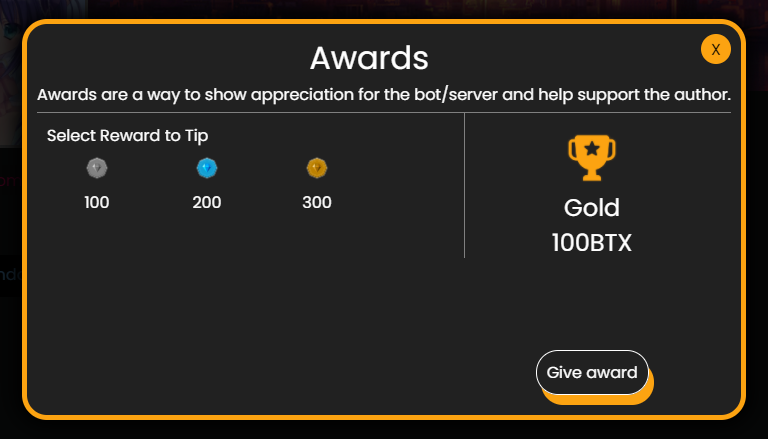 Awards
X
Awards are a way to show appreciation for the bot/server and help support the author.
Select Reward to Tip
100
200
300
Gold
100BTX
Give award